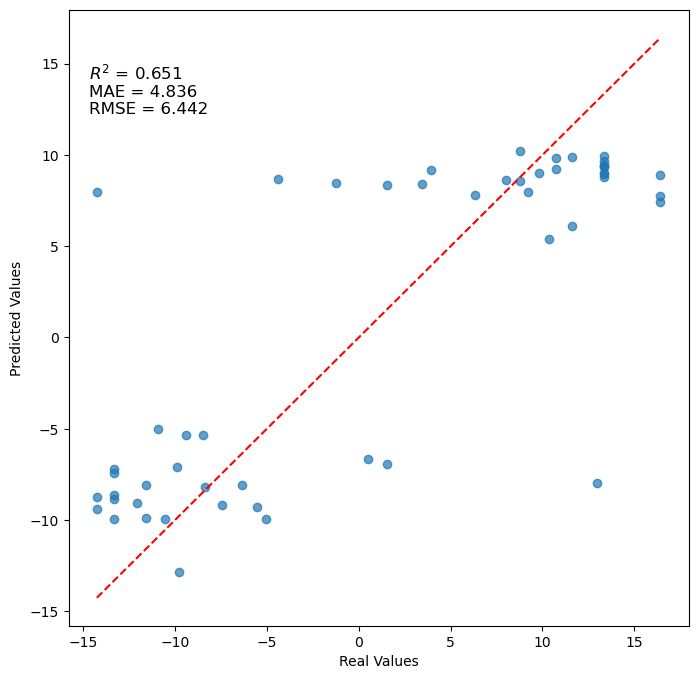 R² = 0.651
MAE = 4.836
RMSE = 6.442
15
10
5
0
−5
−10
−15
Predicted Values
−15 −10 −5 0 5 10 15
Real Values